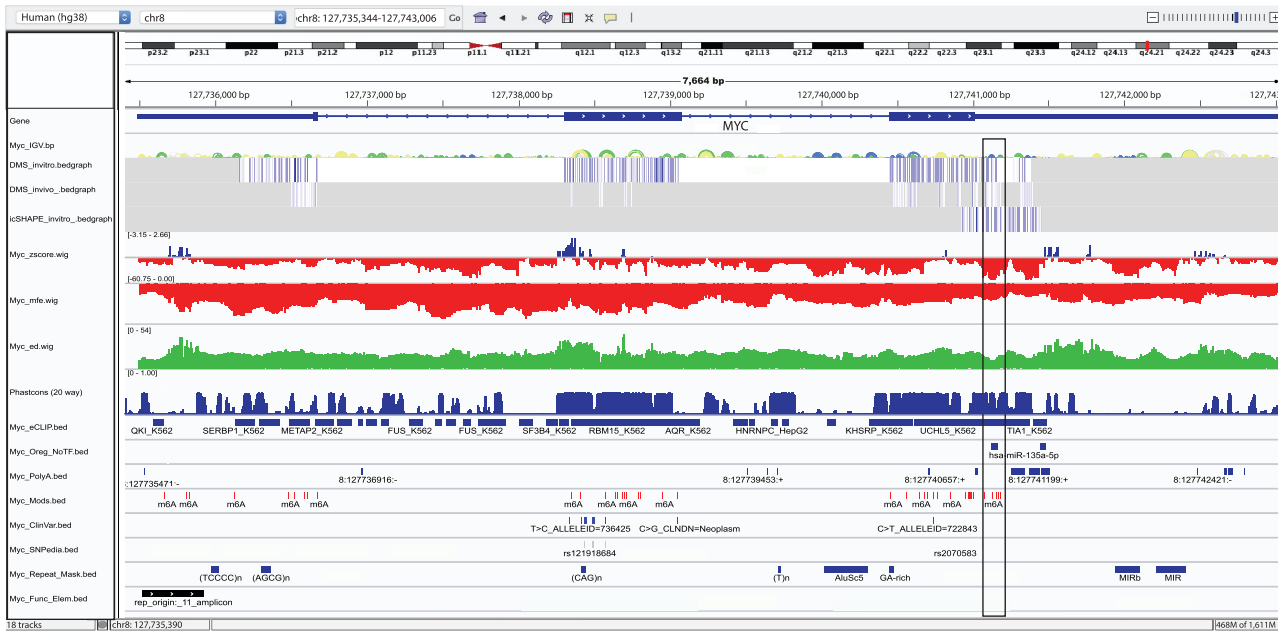 Human (hg38) chr8 chr8: 127,735,344-127,743,006 Go
p23.2 p23.1 p22 p21.3 p21.2 p12 p11.23 p11.1 q11.21 q12.1 q12.3 q13.2 q21.11 q21.13 q21.2 q21.3 q22.1 q22.2 q23.1 q23.3 q24.12 q24.13 q24.21 q24.22 q24.23 q24.3
7,664 bp
127,736,000 bp 127,737,000 bp 127,738,000 bp 127,739,000 bp 127,740,000 bp 127,741,000 bp 127,742,000 bp 127,743
Gene
MYC
Myc_IGV.bp
DMS_invitro.bedgraph
DMS_invivo_.bedgraph
icSHAPE_invitro_.bedgraph
[-3.15 - 2.66]
Myc_zscore.wig
[-60.75 - 0.00]
Myc_mfe.wig
[0 - 54]
Myc_ed.wig
[0 - 1.00]
Phastcons (20 way)
Myc_eCLIP.bed
QKI_K562 SERBP1_K562 METAP2_K562 FUS_K562 FUS_K562 SF3B4_K562 RBM15_K562 AQR_K562 HNRNPC_HepG2 KHSRP_K562 UCHL5_K562 TIA1_K562
Myc_Oreg_NoTF.bed
hsa-miR-135a-5p
Myc_PolyA.bed
:127735471:- 8:127736916:- 8:127739453:+ 8:127740657:+ 8:127741199:+ 8:127742421:-
Myc_Mods.bed
m6A m6A m6A m6A m6A m6A m6A m6A m6A m6A m6A m6A m6A
Myc_ClinVar.bed
T>C_ALLELEID=736425 C>G_CLNDN=Neoplasm C>T_ALLELEID=722843
Myc_SNPedia.bed
rs121918684 rs2070583
Myc_Repeat_Mask.bed
(TCCCC)n (AGCG)n (CAG)n (T)n AluSc5 GA-rich MIRb MIR
Myc_Func_Elem.bed
rep_origin:_11_amplicon
18 tracks chr8: 127,735,390 468M of 1,611M